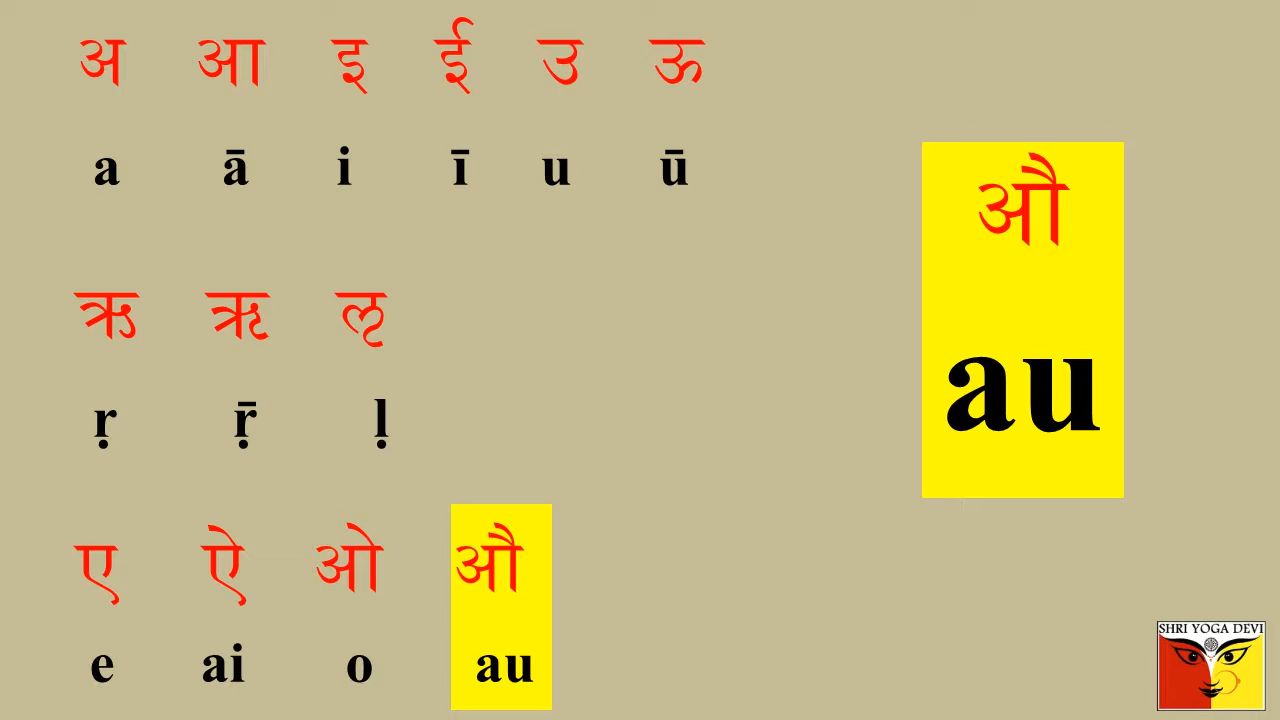 अ आ इ ई उ ऊ
a ā i ī u ū
ऋ ॠ ऌ
ṛ ṝ ḷ
ए ऐ ओ औ
e ai o au
औ
au
SHRI YOGA DEVI